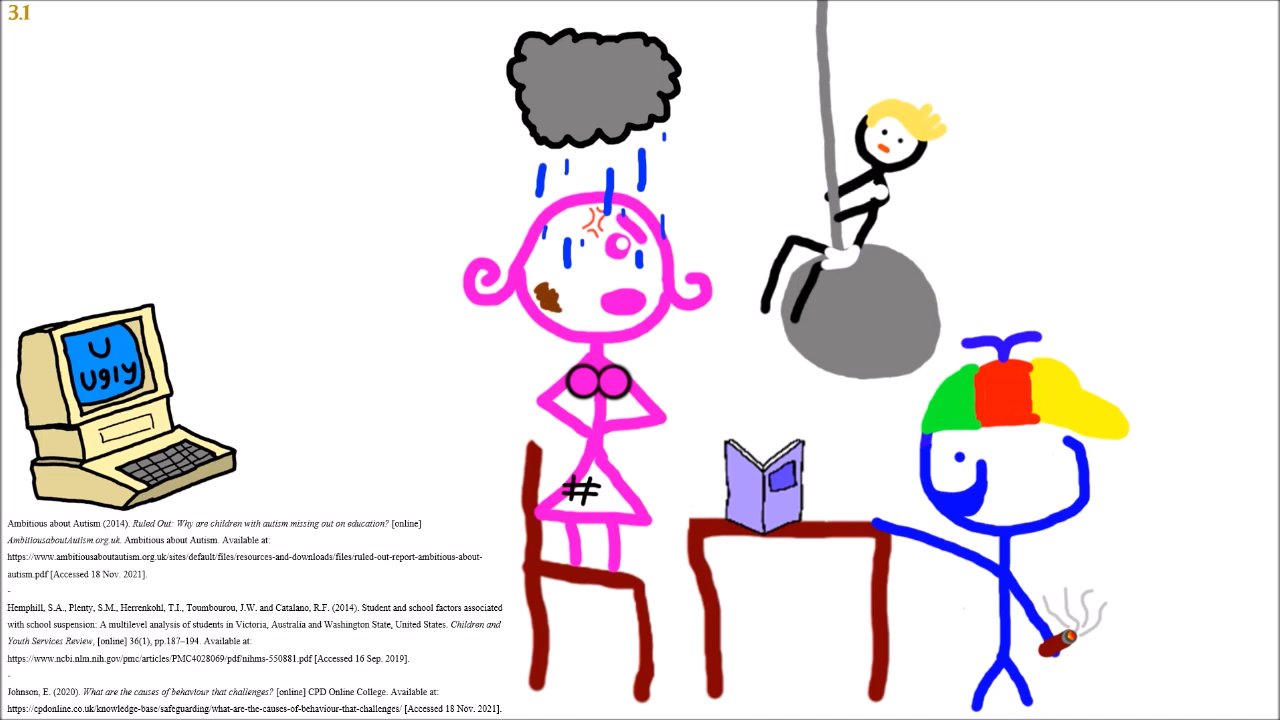 3.1
U
Ugly
#
Ambitious about Autism (2014). Ruled Out: Why are children with autism missing out on education? [online]
AmbitiousaboutAutism.org.uk. Ambitious about Autism. Available at:
https://www.ambitiousaboutautism.org.uk/sites/default/files/resources-and-downloads/files/ruled-out-report-ambitious-about-
autism.pdf [Accessed 18 Nov. 2021].
-
Hemphill, S.A., Plenty, S.M., Herrenkohl, T.I., Toumbourou, J.W. and Catalano, R.F. (2014). Student and school factors associated
with school suspension: A multilevel analysis of students in Victoria, Australia and Washington State, United States. Children and
Youth Services Review, [online] 36(1), pp.187–194. Available at:
https://www.ncbi.nlm.nih.gov/pmc/articles/PMC4028069/pdf/nihms-550881.pdf [Accessed 16 Sep. 2019].
-
Johnson, E. (2020). What are the causes of behaviour that challenges? [online] CPD Online College. Available at:
https://cpdonline.co.uk/knowledge-base/safeguarding/what-are-the-causes-of-behaviour-that-challenges/ [Accessed 18 Nov. 2021].